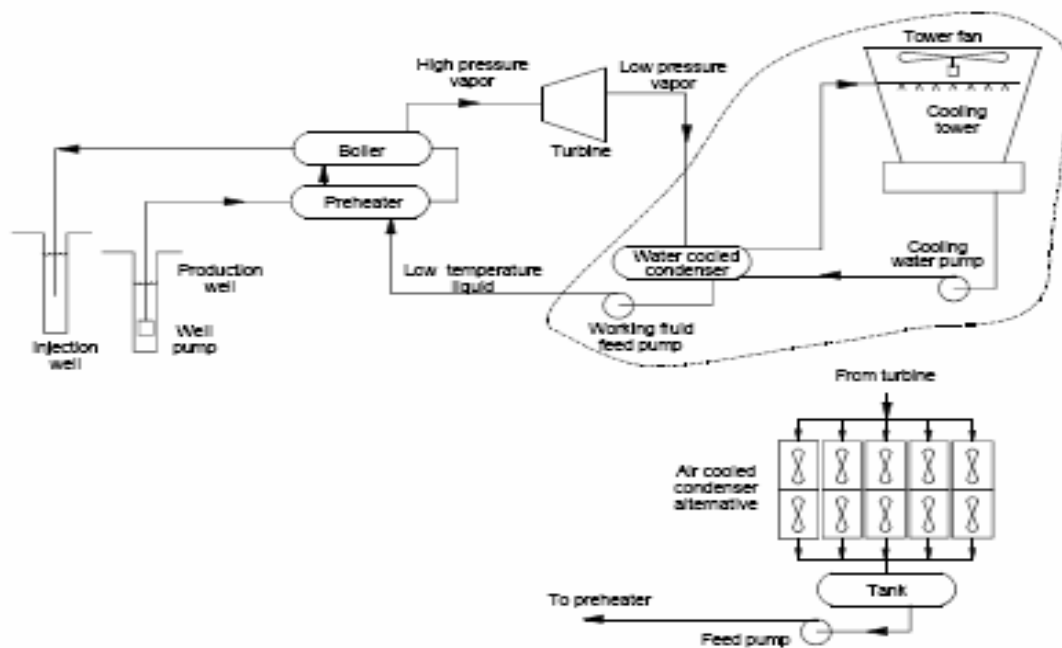 Tower fan
High pressure
vapor
Low pressure
vapor
Cooling
tower
Boiler
Turbine
Preheater
Water cooled
condenser
Cooling
water pump
Production
well
Low temperature
liquid
Well
pump
Working fluid
feed pump
Injection
well
From turbine
Air cooled
condenser
alternative
Tank
To preheater
Feed pump